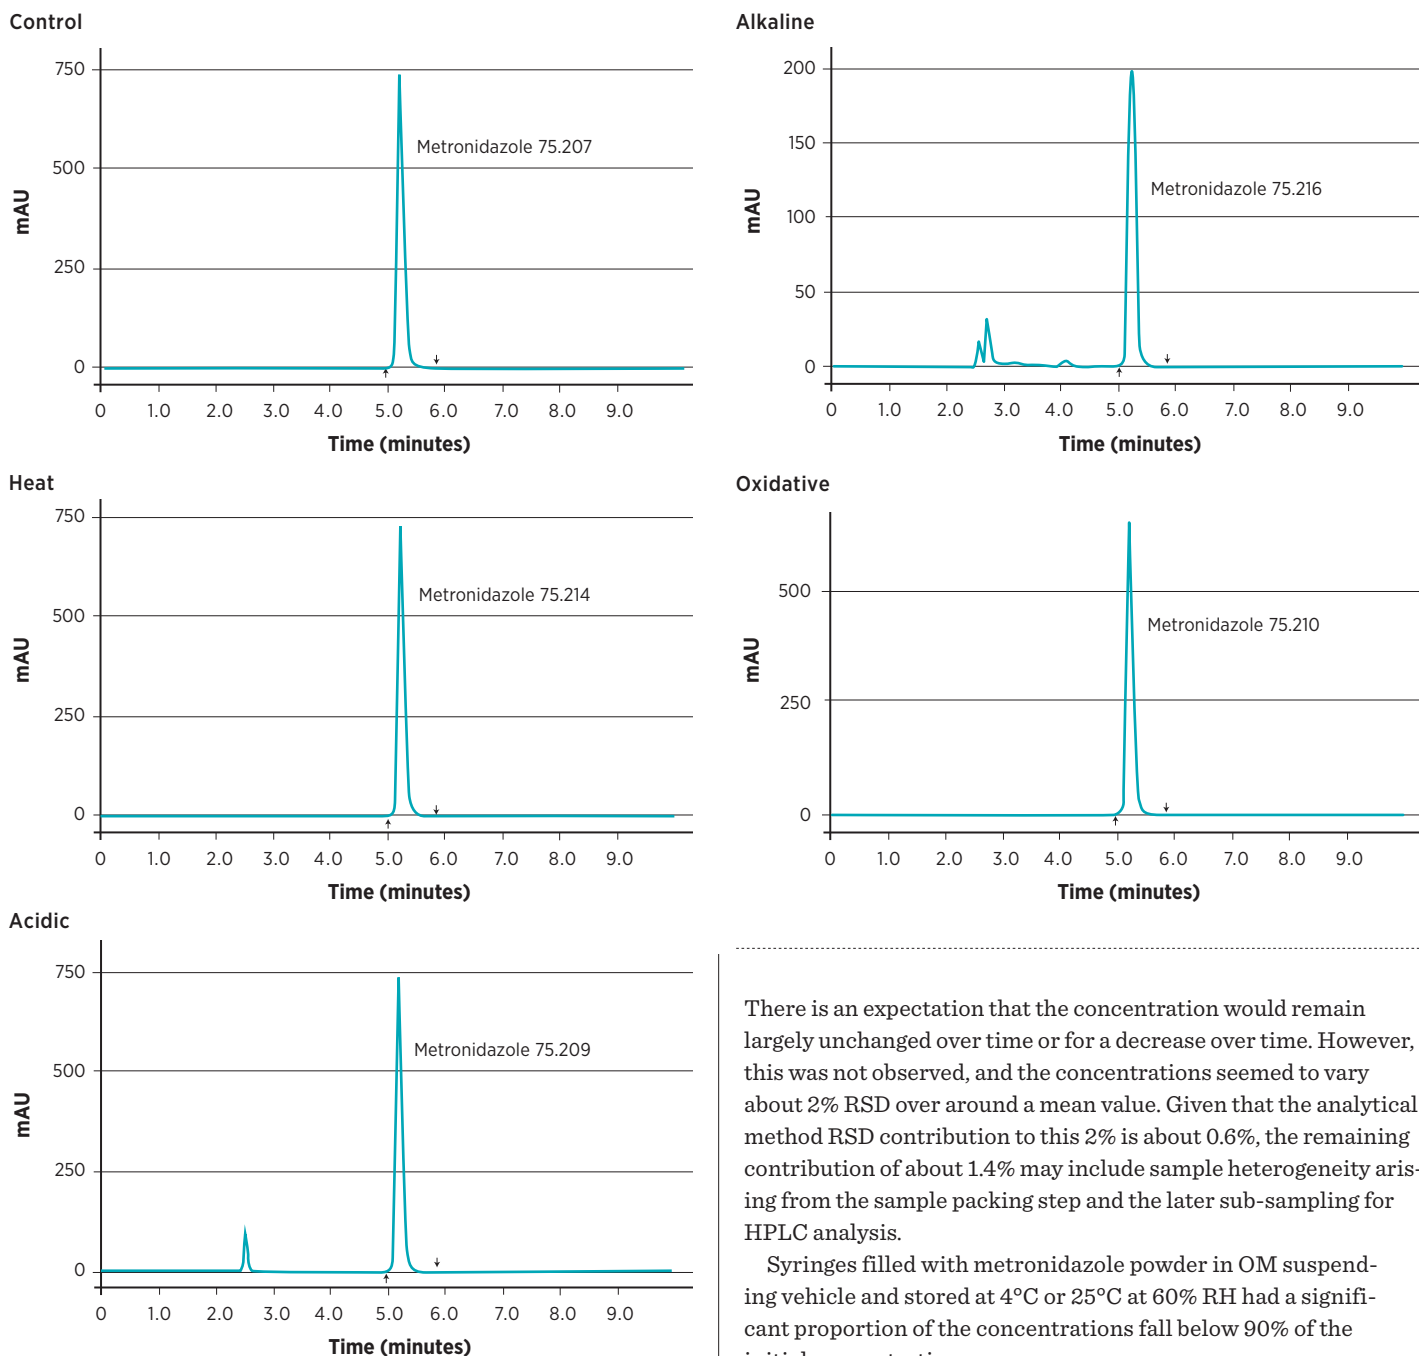 Control
750
500
250
0
mAU
Metronidazole 75.207
0 1.0 2.0 3.0 4.0 5.0 6.0 7.0 8.0 9.0
Time (minutes)
Alkaline
200
150
100
50
0
mAU
Metronidazole 75.216
0 1.0 2.0 3.0 4.0 5.0 6.0 7.0 8.0 9.0
Time (minutes)
Heat
750
500
250
0
mAU
Metronidazole 75.214
0 1.0 2.0 3.0 4.0 5.0 6.0 7.0 8.0 9.0
Time (minutes)
Oxidative
500
250
0
mAU
Metronidazole 75.210
0 1.0 2.0 3.0 4.0 5.0 6.0 7.0 8.0 9.0
Time (minutes)
Acidic
750
500
250
0
mAU
Metronidazole 75.209
0 1.0 2.0 3.0 4.0 5.0 6.0 7.0 8.0 9.0
Time (minutes)
There is an expectation that the concentration would remain
largely unchanged over time or for a decrease over time. However,
this was not observed, and the concentrations seemed to vary
about 2% RSD over around a mean value. Given that the analytical
method RSD contribution to this 2% is about 0.6%, the remaining
contribution of about 1.4% may include sample heterogeneity aris-
ing from the sample packing step and the later sub-sampling for
HPLC analysis.
Syringes filled with metronidazole powder in OM suspend-
ing vehicle and stored at 4°C or 25°C at 60% RH had a signifi-
cant proportion of the concentrations fall below 90% of the